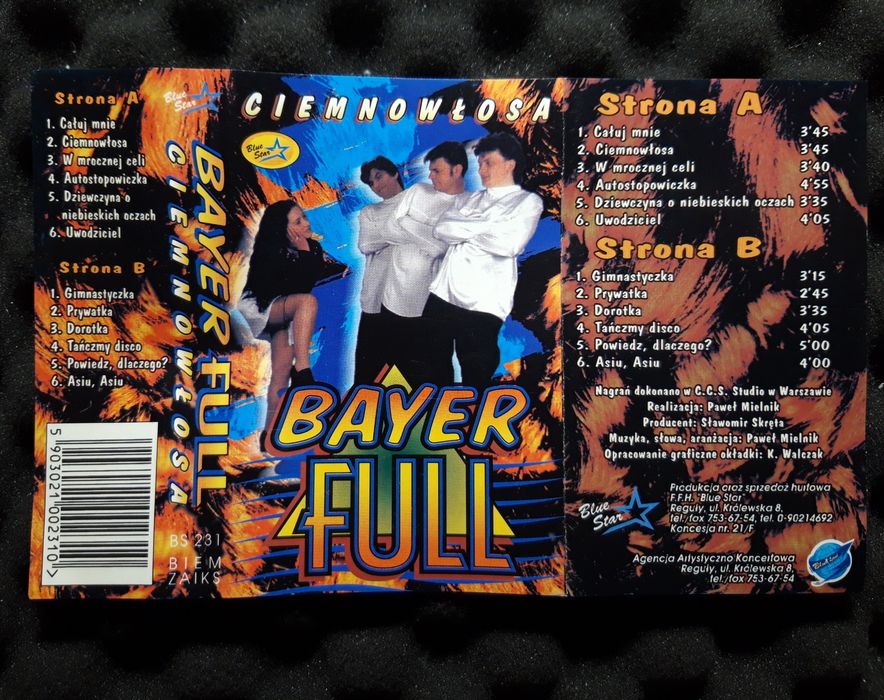 Strona A
1. Całuj mnie
2. Ciemnowłosa
3. W mrocznej celi
4. Autostopowiczka
5. Dziewczyna o
niebieskich oczach
6. Uwodziciel
Strona B
1. Gimnastyczka
2. Prywatka
3. Dorotka
4. Tańczmy disco
5. Powiedz, dlaczego?
6. Asiu, Asiu
5903021002310
Blue
Star
BAYER FULL
CIEMNOWŁOSA
BS 231
BIEM
ZAIKS
CIEMNOWŁOSA
Blue
Star
BAYER
FULL
Strona A
1. Całuj mnie 3'45
2. Ciemnowłosa 3'45
3. W mrocznej celi 3'40
4. Autostopowiczka 4'55
5. Dziewczyna o niebieskich oczach 3'35
6. Uwodziciel 4'05
Strona B
1. Gimnastyczka 3'15
2. Prywatka 2'45
3. Dorotka 3'35
4. Tańczmy disco 4'05
5. Powiedz, dlaczego? 5'00
6. Asiu, Asiu 4'00
Nagrań dokonano w C.C.S. Studio w Warszawie
Realizacja: Paweł Mielnik
Producent: Sławomir Skręta
Muzyka, słowa, aranżacja: Paweł Mielnik
Opracowanie graficzne okładki: K. Walczak
Blue
Star
Produkcja oraz sprzedaż hurtowa
F.F.H. "Blue Star"
Reguły, ul. Królewska 8,
tel./fax 753-67-54, tel. 0-90214692
Koncesja nr. 21/F
Agencja Artystyczno Koncertowa
Reguły, ul. Królewska 8,
tel./fax 753-67-54